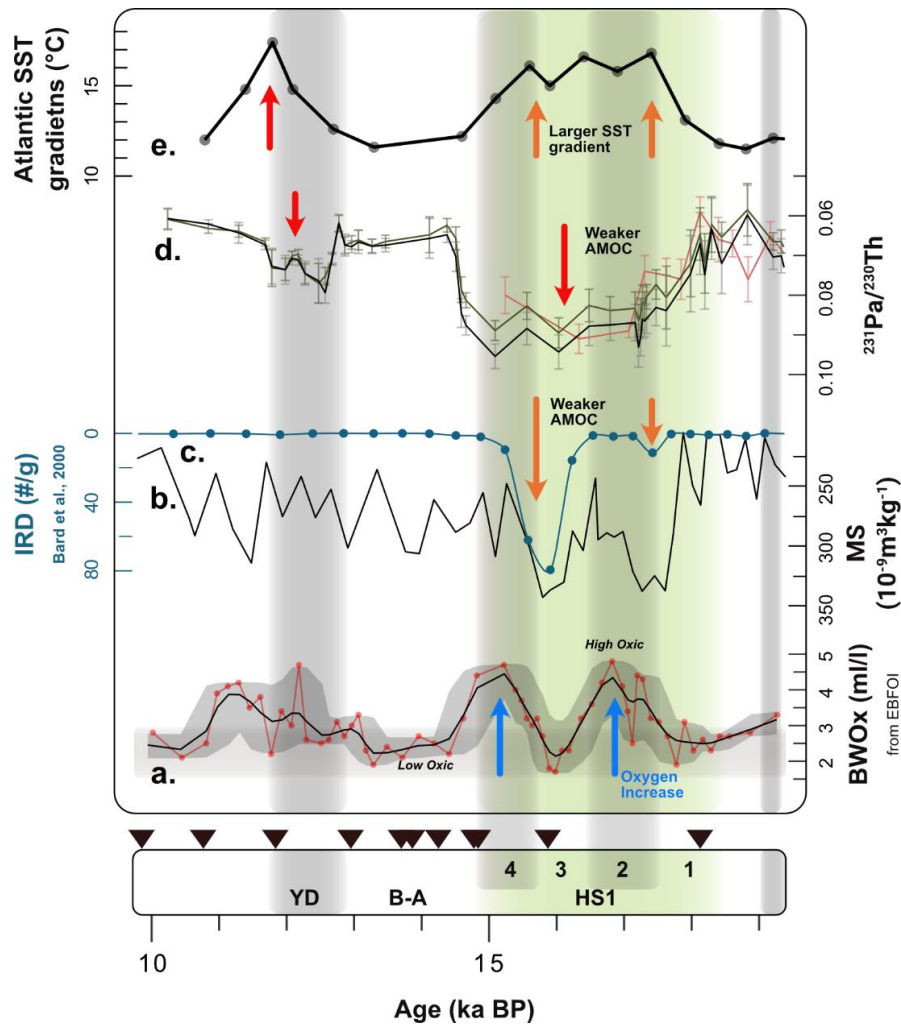 Atlantic SST
gradietns (°C)
15
10
e.
Larger SST
gradient
d.
Weaker
AMOC
0.06
0.08
0.10
²³¹Pa/²³⁰Th
IRD (#/g)
Bard et al., 2000
0
40
80
c.
b.
Weaker
AMOC
250
300
350
MS
(10⁻⁹m³kg⁻¹)
High Oxic
Low Oxic
a.
Oxygen
Increase
5
4
3
2
BWOx (ml/l)
from EBFOI
4 3 2 1
YD B-A HS1
10 15
Age (ka BP)